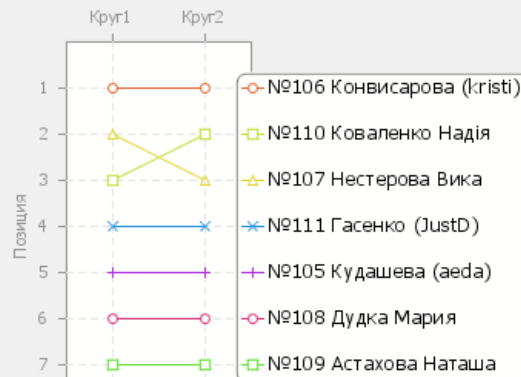 Круг1 Круг2
Позиция
1 №106 Конвисарова (kristi)
2 №110 Коваленко Надія
3 №107 Нестерова Вика
4 №111 Гасенко (JustD)
5 №105 Кудашева (aeda)
6 №108 Дудка Мария
7 №109 Астахова Наташа